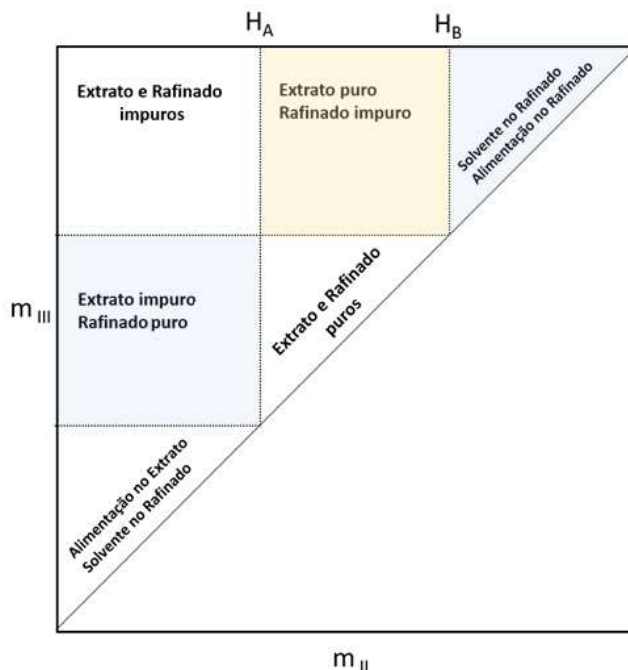 H_A
H_B
Extrato e Rafinado
impuros
Extrato puro
Rafinado impuro
Solvente no Rafinado
Alimentação no Rafinado
Extrato impuro
Rafinado puro
Extrato e Rafinado
puros
m_III
Alimentação no Extrato
Solvente no Rafinado
m_II